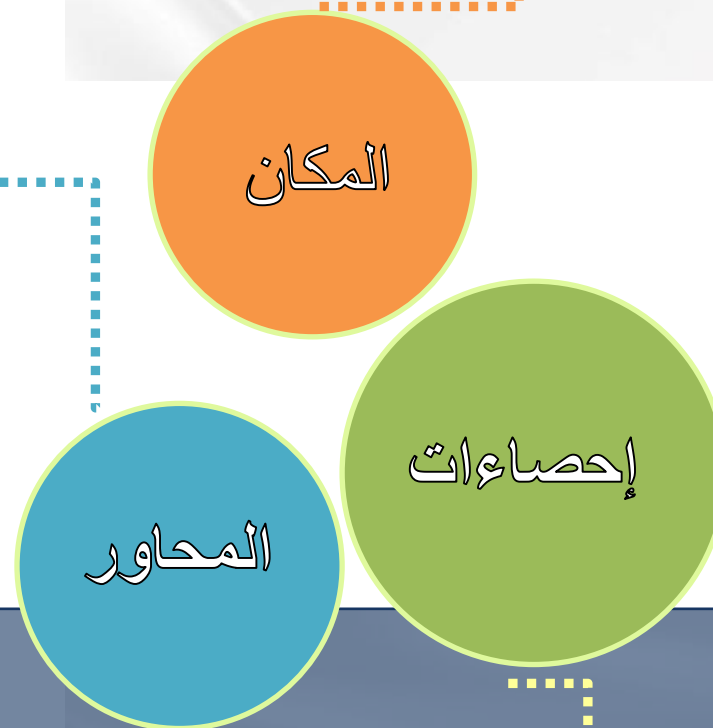 المكان
إحصاءات
المحاور